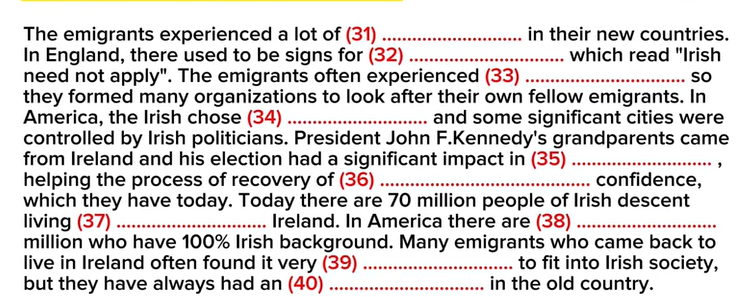 The emigrants experienced a lot of (31) ........................... in their new countries.
In England, there used to be signs for (32) .............................. which read "Irish
need not apply". The emigrants often experienced (33) ............................... so
they formed many organizations to look after their own fellow emigrants. In
America, the Irish chose (34) ........................... and some significant cities were
controlled by Irish politicians. President John F.Kennedy's grandparents came
from Ireland and his election had a significant impact in (35) ........................... ,
helping the process of recovery of (36) ......................................... confidence,
which they have today. Today there are 70 million people of Irish descent
living (37) ............................. Ireland. In America there are (38) ...........................
million who have 100% Irish background. Many emigrants who came back to
live in Ireland often found it very (39) ............................. to fit into Irish society,
but they have always had an (40) .............................. in the old country.